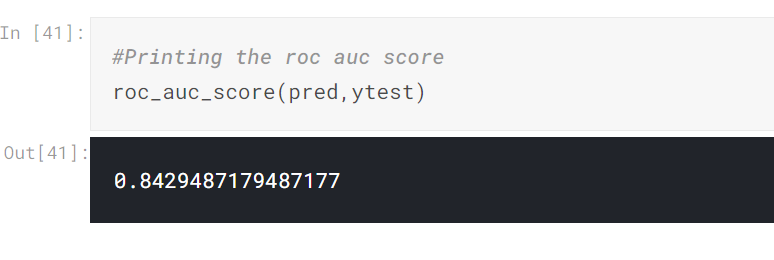 In [41]:
#Printing the roc auc score
roc_auc_score(pred,ytest)
Out[41]:
0.8429487179487177